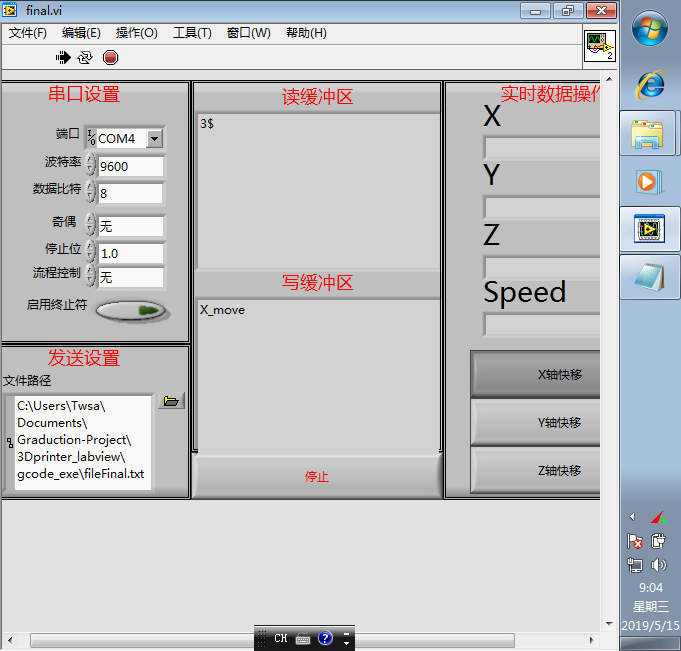 final.vi
文件(F) 编辑(E) 操作(O) 工具(T) 窗口(W) 帮助(H)
2
串口设置
端口 I/O COM4
波特率 9600
数据比特 8
奇偶 无
停止位 1.0
流程控制 无
启用终止符
发送设置
文件路径
C:\Users\Twsa\
Documents\
Graduction-Project\
3Dprinter_labview\
gcode_exe\fileFinal.txt
读缓冲区
3$
写缓冲区
X_move
停止
实时数据操作
X
Y
Z
Speed
X轴快移
Y轴快移
Z轴快移
CH
9:04
星期三
2019/5/15